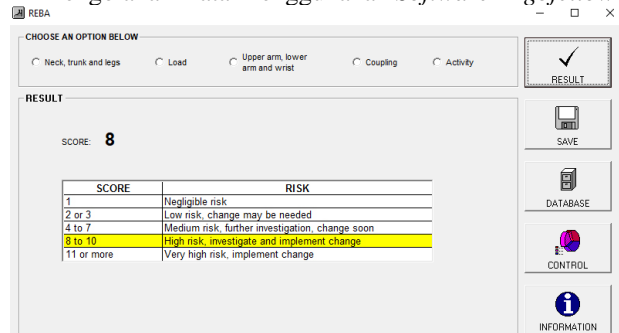 REBA
CHOOSE AN OPTION BELOW
Neck, trunk and legs
Load
Upper arm, lower
arm and wrist
Coupling
Activity
RESULT
SCORE: 8
SCORE RISK
1 Negligible risk
2 or 3 Low risk, change may be needed
4 to 7 Medium risk, further investigation, change soon
8 to 10 High risk, investigate and implement change
11 or more Very high risk, implement change
RESULT
SAVE
DATABASE
CONTROL
INFORMATION